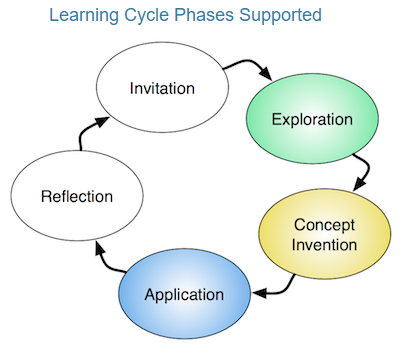 Learning Cycle Phases Supported
Invitation
Exploration
Concept
Invention
Application
Reflection